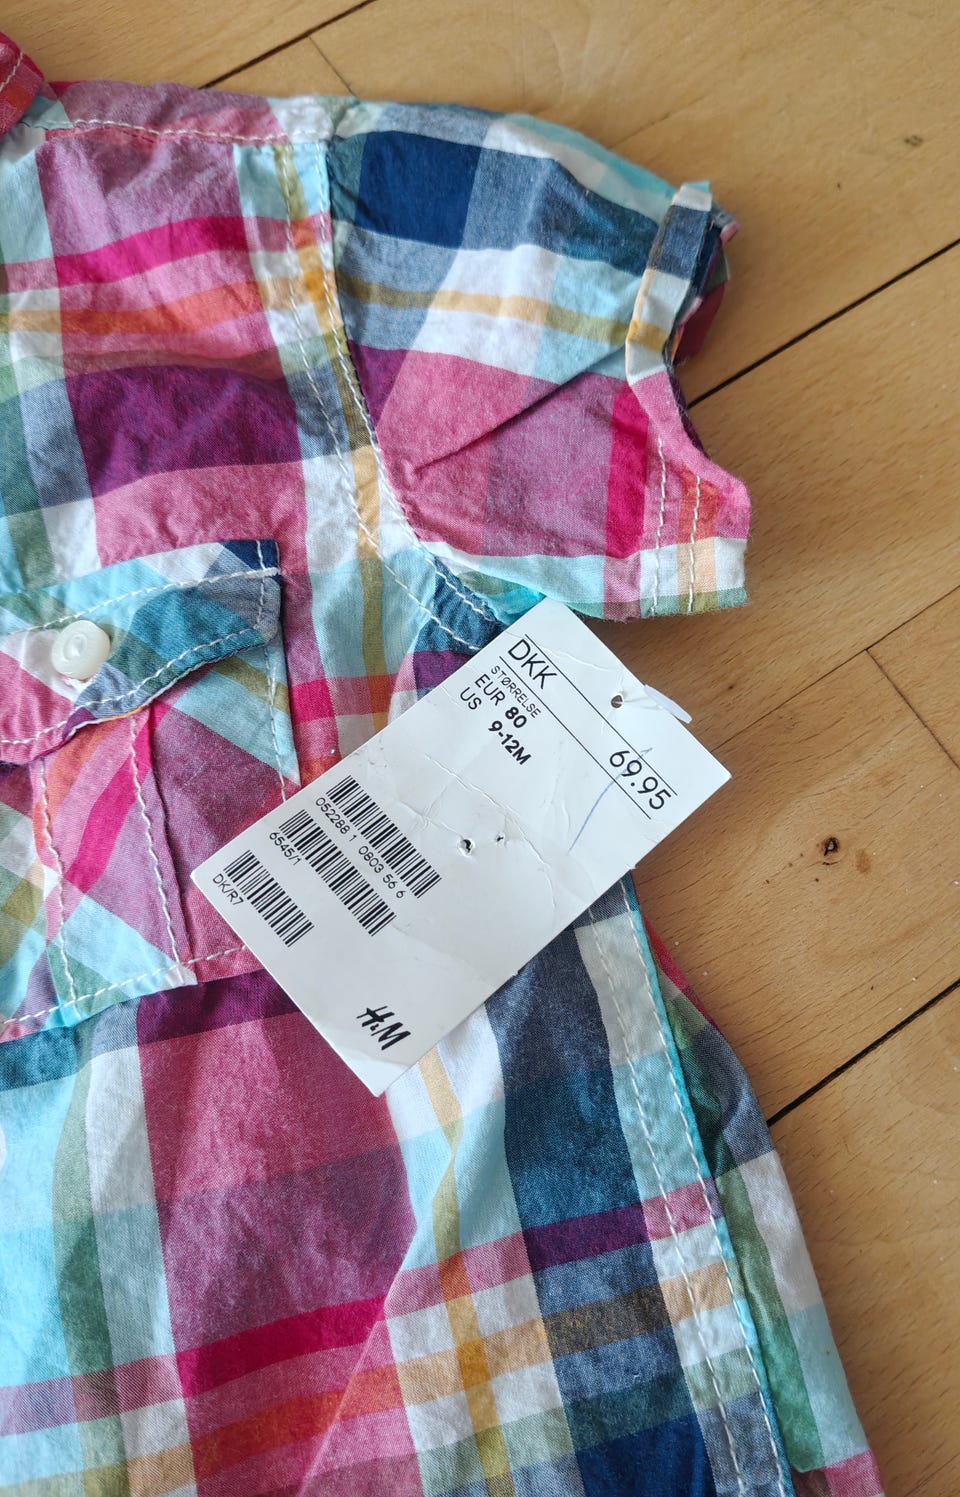 DKK 69.95
STØRRELSE
EUR 80
US 9-12M
052288 1 0803 56 6
6545/1
DK/R7
H&M